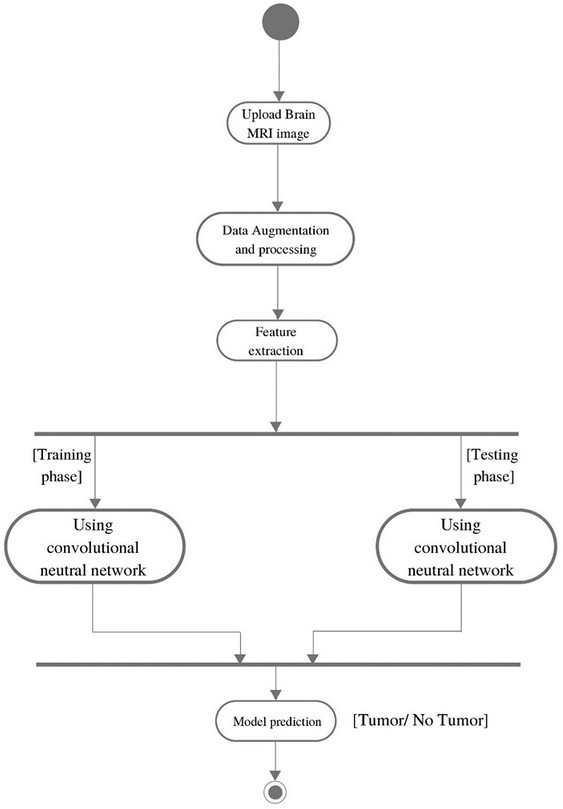 Upload Brain
MRI image
Data Augmentation
and processing
Feature
extraction
[Training
phase]
[Testing
phase]
Using
convolutional
neutral network
Using
convolutional
neutral network
Model prediction
[Tumor/ No Tumor]